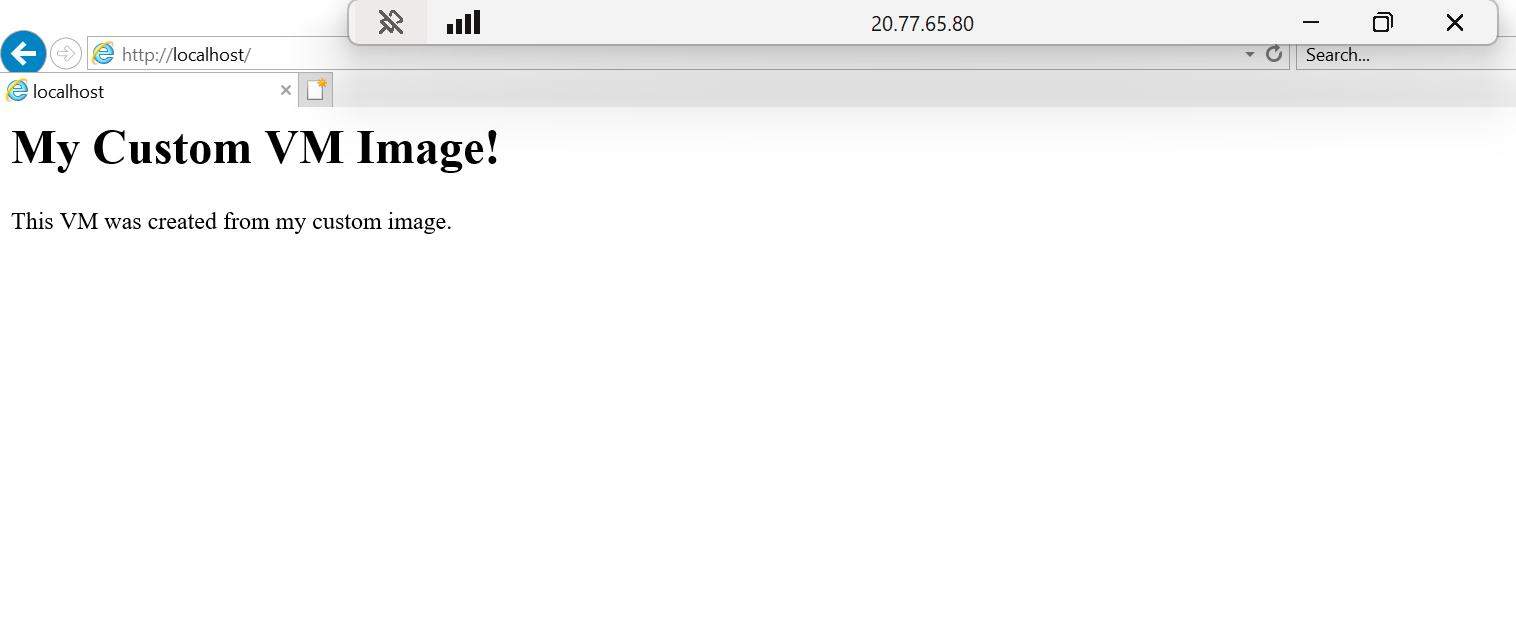 20.77.65.80
http://localhost/
Search...
localhost
My Custom VM Image!
This VM was created from my custom image.